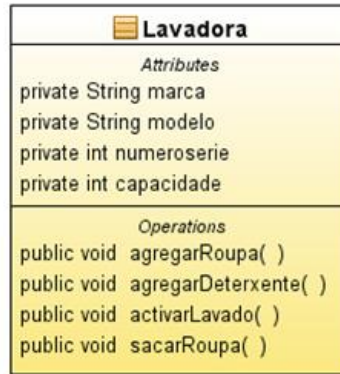 Lavadora
Attributes
private String marca
private String modelo
private int numeroserie
private int capacidade
Operations
public void agregarRoupa( )
public void agregarDeterxente( )
public void activarLavado( )
public void sacarRoupa( )